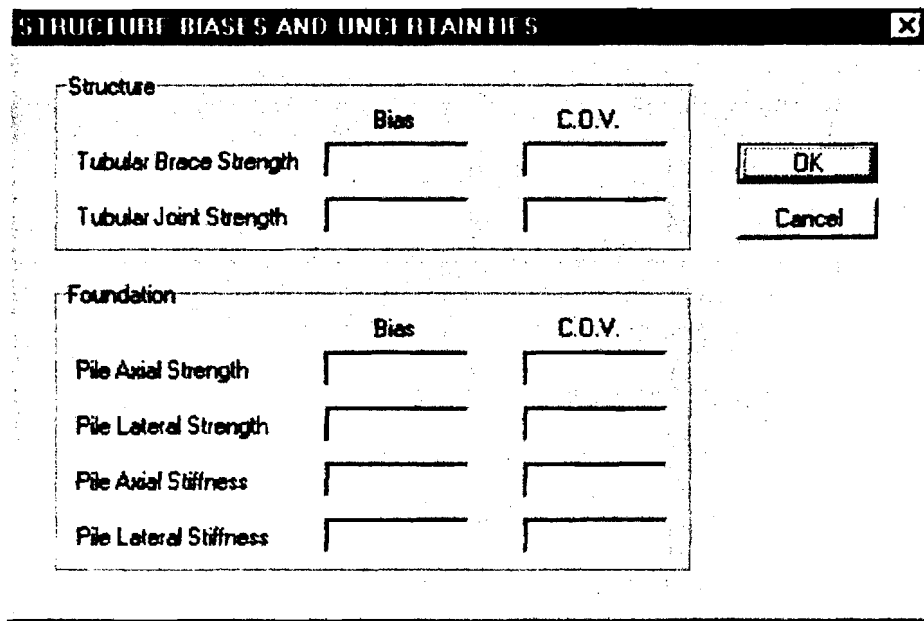 STRUCTURE BIASES AND UNCERTAINTIES
Structure
Bias C.O.V.
Tubular Brace Strength
OK
Tubular Joint Strength
Cancel
Foundation
Bias C.O.V.
Pile Axial Strength
Pile Lateral Strength
Pile Axial Stiffness
Pile Lateral Stiffness